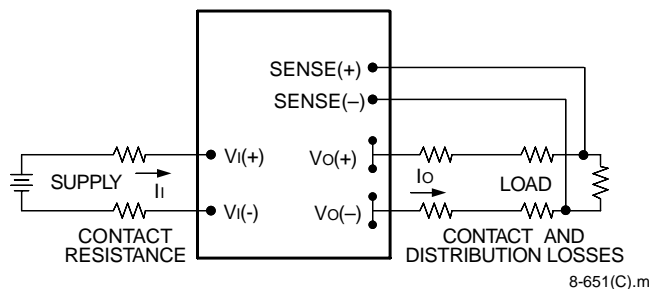 SENSE(+)
SENSE(–)
VI(+)
VO(+)
IO
SUPPLY
II
LOAD
VI(-)
VO(–)
CONTACT
RESISTANCE
CONTACT AND
DISTRIBUTION LOSSES
8-651(C).m